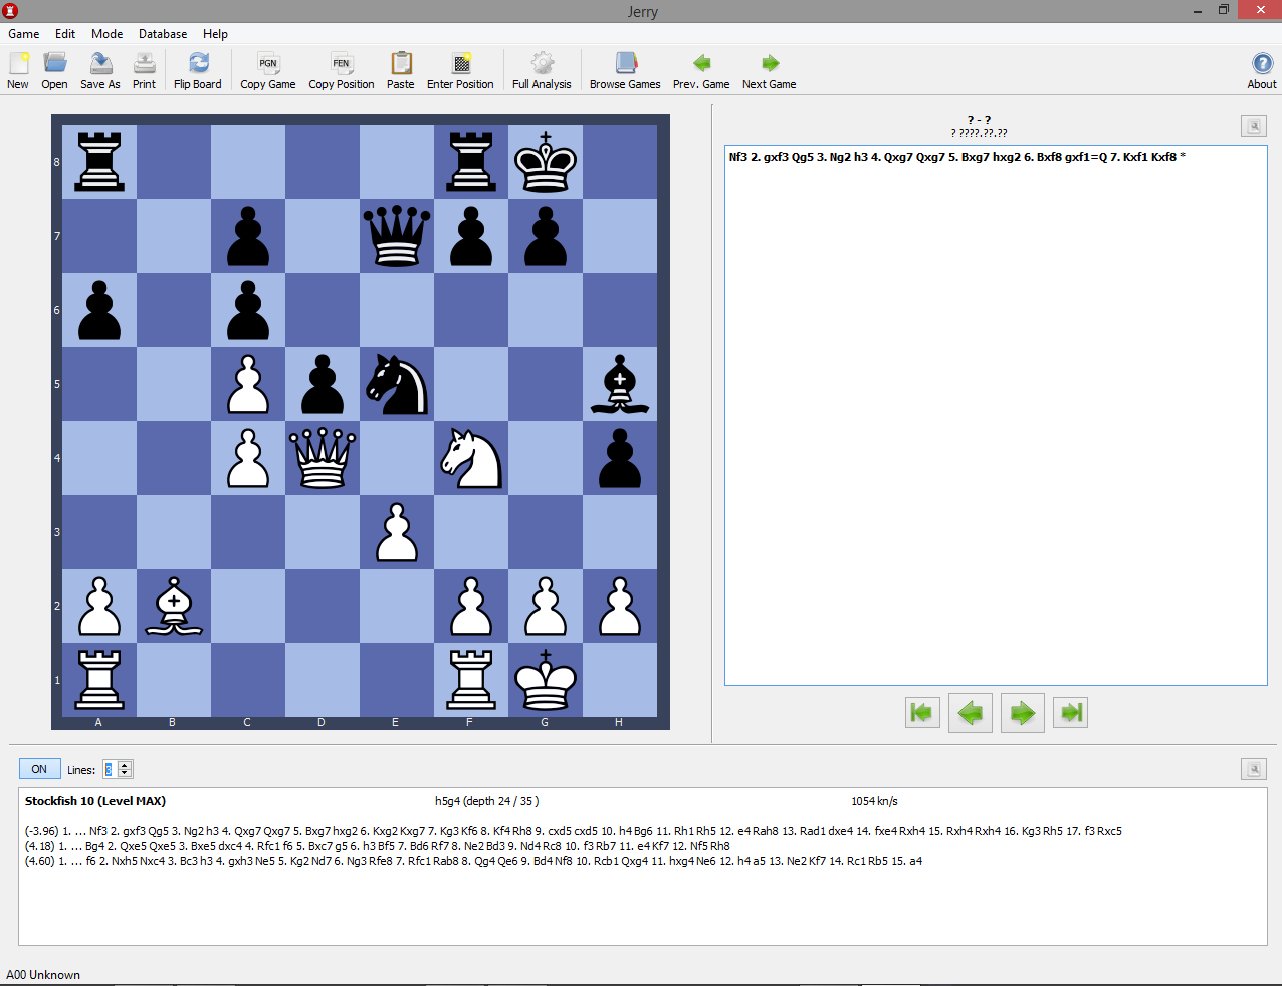 Jerry
Game Edit Mode Database Help
PGN FEN
New Open Save As Print Flip Board Copy Game Copy Position Paste Enter Position Full Analysis Browse Games Prev. Game Next Game About
? - ?
? ????.??.??
Nf3 2. gxf3 Qg5 3. Ng2 h3 4. Qxg7 Qxg7 5. Bxg7 hxg2 6. Bxf8 gxf1=Q 7. Kxf1 Kxf8 *
8
7
6
5
4
3
2
1
A B C D E F G H
ON Lines: 3
Stockfish 10 (Level MAX) h5g4 (depth 24 / 35 ) 1054 kn/s
(-3.96) 1. ... Nf3 2. gxf3 Qg5 3. Ng2 h3 4. Qxg7 Qxg7 5. Bxg7 hxg2 6. Kxg2 Kxg7 7. Kg3 Kf6 8. Kf4 Rh8 9. cxd5 cxd5 10. h4 Bg6 11. Rh1 Rh5 12. e4 Rah8 13. Rad1 dxe4 14. fxe4 Rxh4 15. Rxh4 Rxh4 16. Kg3 Rh5 17. f3 Rxc5
(4.18) 1. ... Bg4 2. Qxe5 Qxe5 3. Bxe5 dxc4 4. Rfc1 f6 5. Bxc7 g5 6. h3 Bf5 7. Bd6 Rf7 8. Ne2 Bd3 9. Nd4 Rc8 10. f3 Rb7 11. e4 Kf7 12. Nf5 Rh8
(4.60) 1. ... f6 2. Nxh5 Nxc4 3. Bc3 h3 4. gxh3 Ne5 5. Kg2 Nd7 6. Ng3 Rfe8 7. Rfc1 Rab8 8. Qg4 Qe6 9. Bd4 Nf8 10. Rcb1 Qxg4 11. hxg4 Ne6 12. h4 a5 13. Ne2 Kf7 14. Rc1 Rb5 15. a4
A00 Unknown